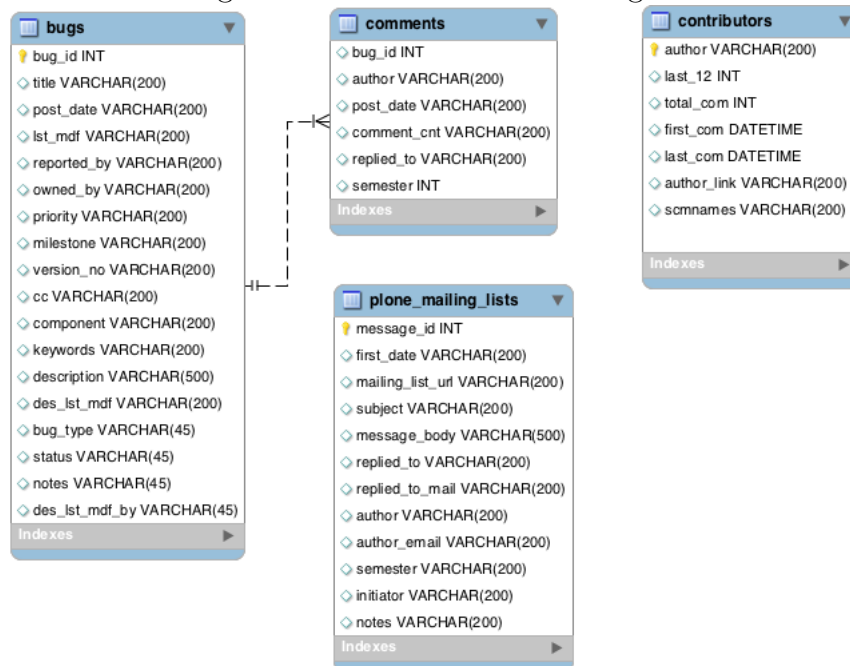 bugs
bug_id INT
title VARCHAR(200)
post_date VARCHAR(200)
lst_mdf VARCHAR(200)
reported_by VARCHAR(200)
owned_by VARCHAR(200)
priority VARCHAR(200)
milestone VARCHAR(200)
version_no VARCHAR(200)
cc VARCHAR(200)
component VARCHAR(200)
keywords VARCHAR(200)
description VARCHAR(500)
des_lst_mdf VARCHAR(200)
bug_type VARCHAR(45)
status VARCHAR(45)
notes VARCHAR(45)
des_lst_mdf_by VARCHAR(45)
Indexes
comments
bug_id INT
author VARCHAR(200)
post_date VARCHAR(200)
comment_cnt VARCHAR(200)
replied_to VARCHAR(200)
semester INT
Indexes
plone_mailing_lists
message_id INT
first_date VARCHAR(200)
mailing_list_url VARCHAR(200)
subject VARCHAR(200)
message_body VARCHAR(500)
replied_to VARCHAR(200)
replied_to_mail VARCHAR(200)
author VARCHAR(200)
author_email VARCHAR(200)
semester VARCHAR(200)
initiator VARCHAR(200)
notes VARCHAR(200)
Indexes
contributors
author VARCHAR(200)
last_12 INT
total_com INT
first_com DATETIME
last_com DATETIME
author_link VARCHAR(200)
scmnames VARCHAR(200)
Indexes